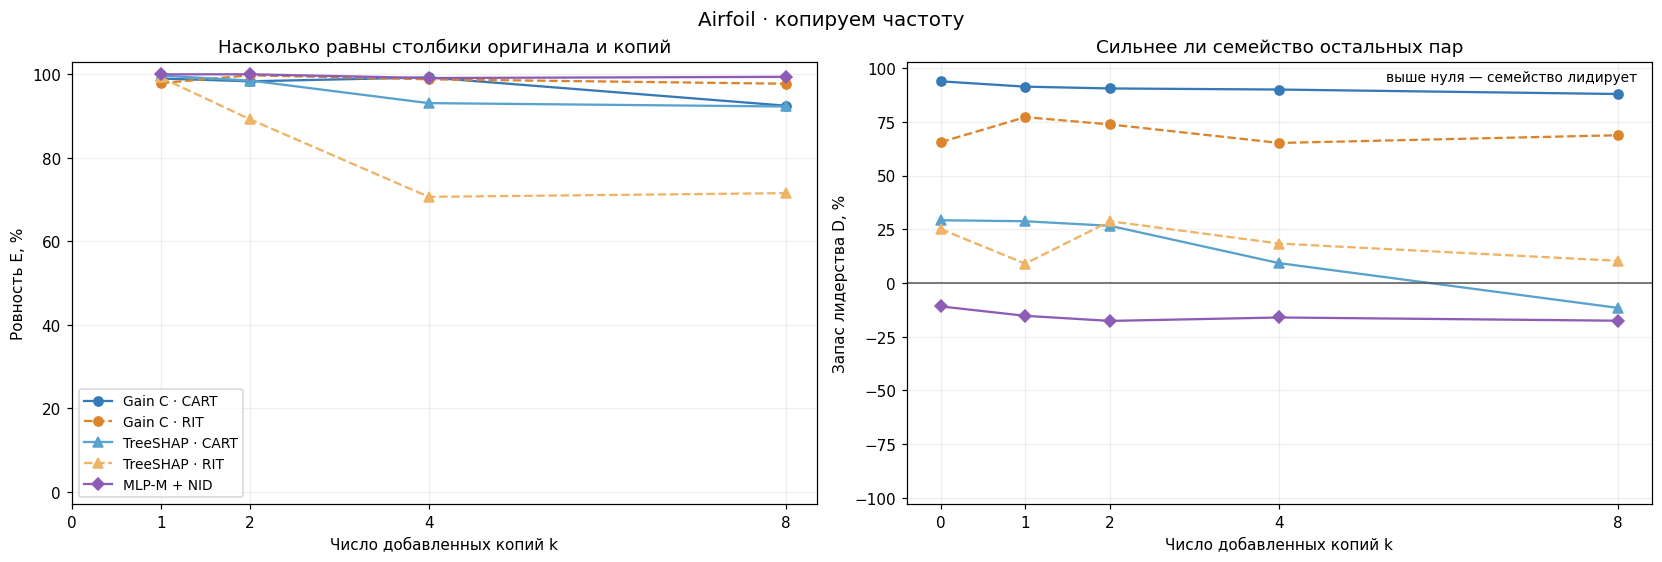 Airfoil · копируем частоту
Насколько равны столбики оригинала и копий
Ровность E, %
100
80
60
40
20
0
Gain C · CART
Gain C · RIT
TreeSHAP · CART
TreeSHAP · RIT
MLP-M + NID
0 1 2 4 8
Число добавленных копий k
Сильнее ли семейство остальных пар
выше нуля — семейство лидирует
Запас лидерства D, %
100
75
50
25
0
−25
−50
−75
−100
0 1 2 4 8
Число добавленных копий k